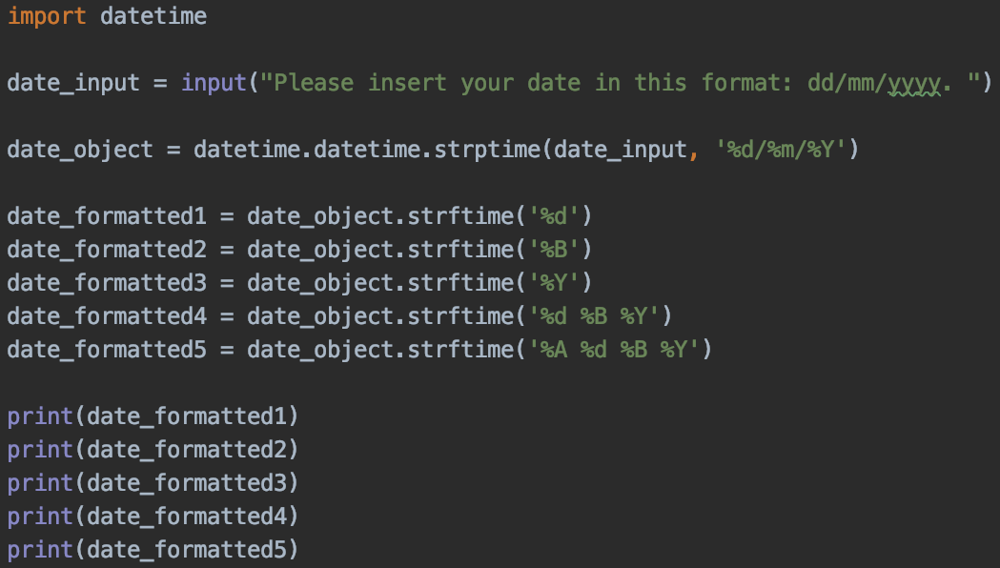 import datetime
date_input = input("Please insert your date in this format: dd/mm/yyyy. ")
date_object = datetime.datetime.strptime(date_input, '%d/%m/%Y')
date_formatted1 = date_object.strftime('%d')
date_formatted2 = date_object.strftime('%B')
date_formatted3 = date_object.strftime('%Y')
date_formatted4 = date_object.strftime('%d %B %Y')
date_formatted5 = date_object.strftime('%A %d %B %Y')
print(date_formatted1)
print(date_formatted2)
print(date_formatted3)
print(date_formatted4)
print(date_formatted5)